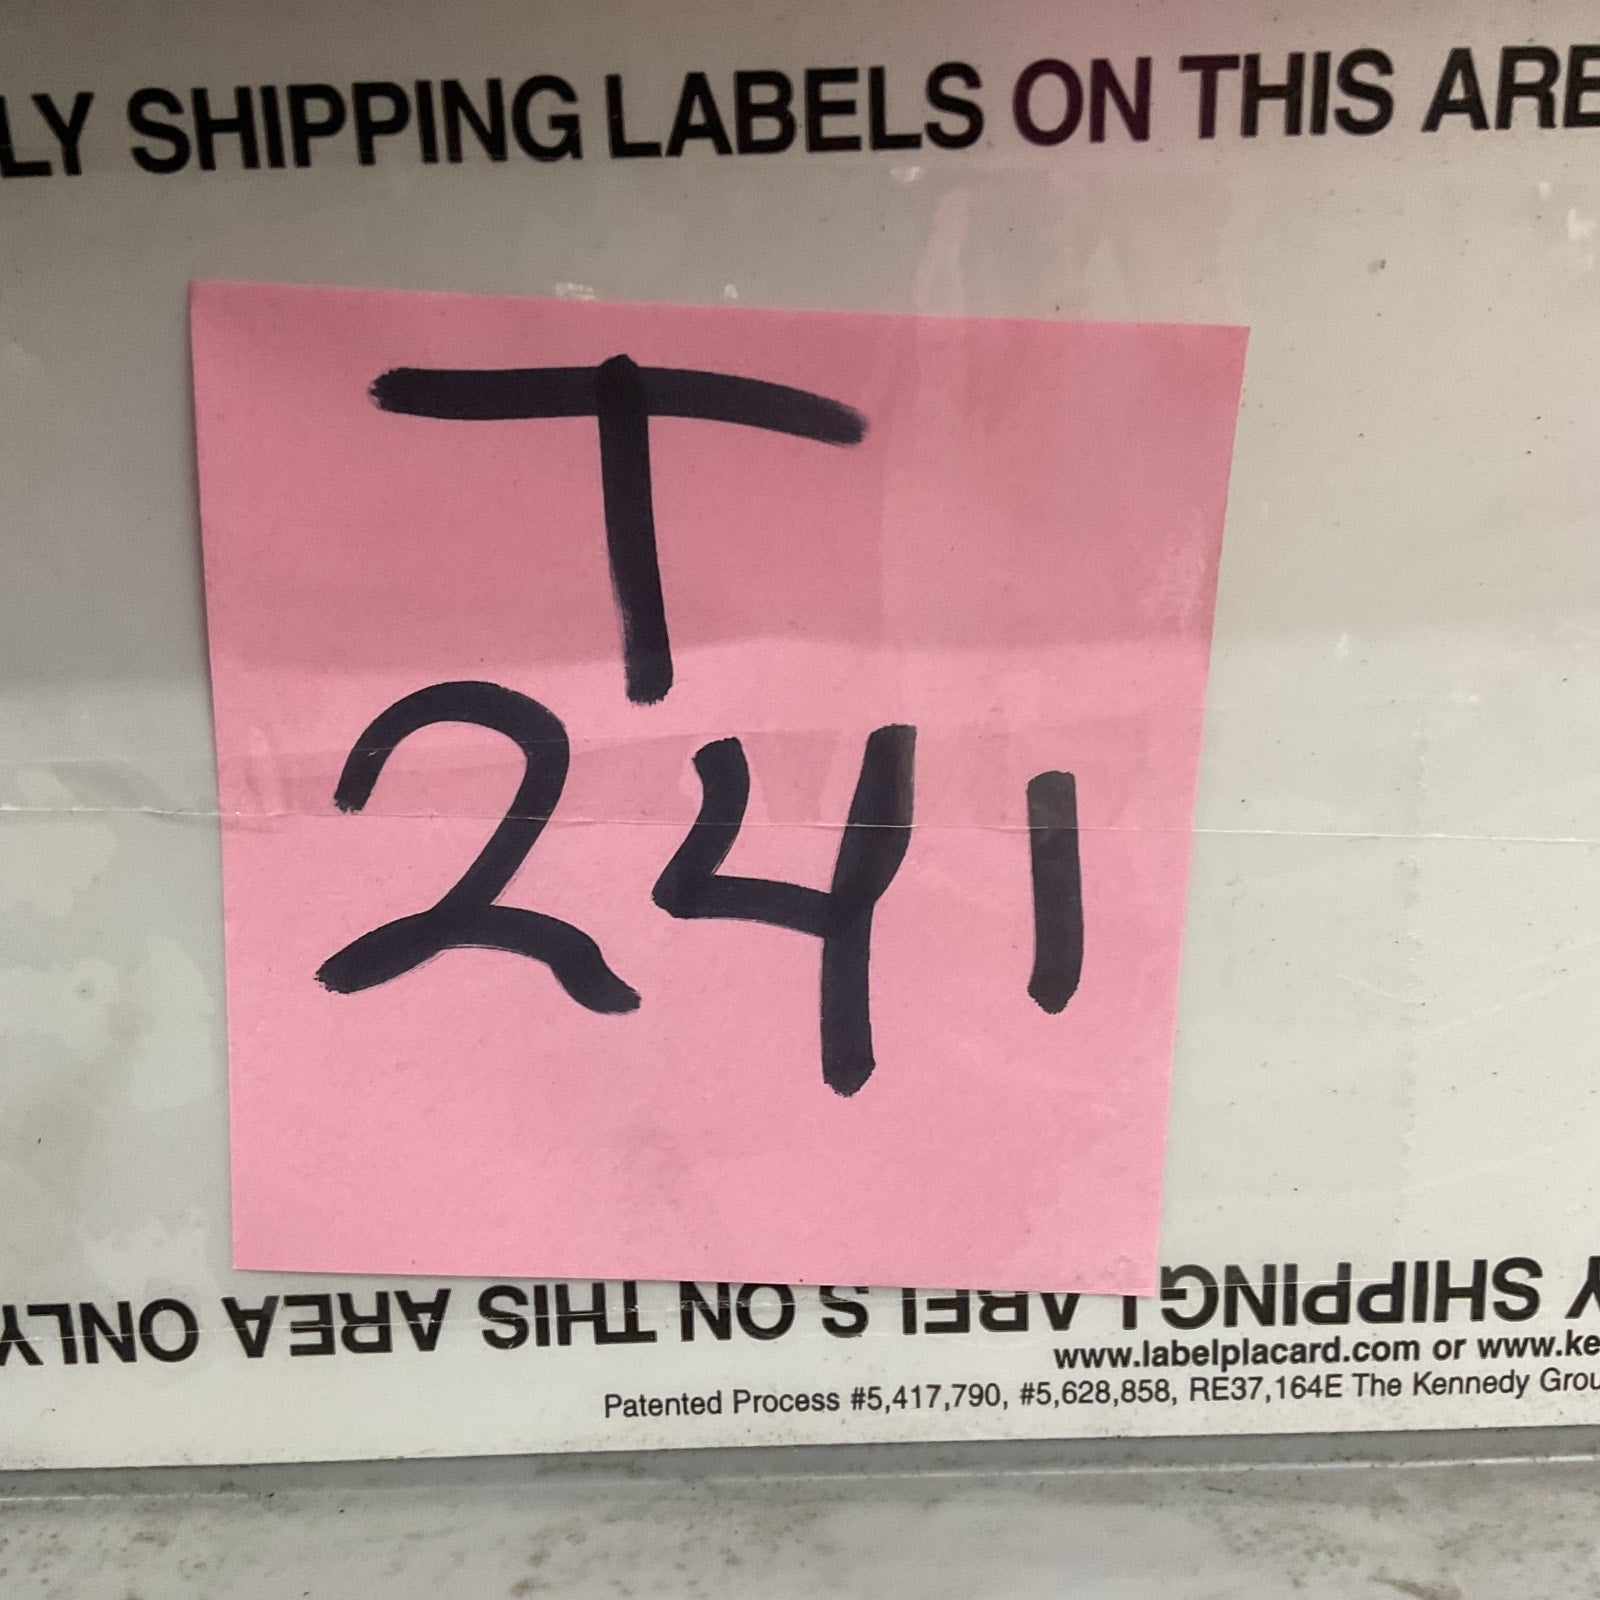 LY SHIPPING LABELS ON THIS ARE
T
241
Y SHIPPING LABELS ON THIS AREA ONLY
www.labelplacard.com or www.ke
Patented Process #5,417,790, #5,628,858, RE37,164E The Kennedy Grou